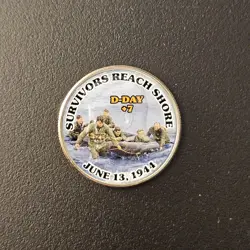 SURVIVORS REACH SHORE
D-DAY
+7
JUNE 13, 1944